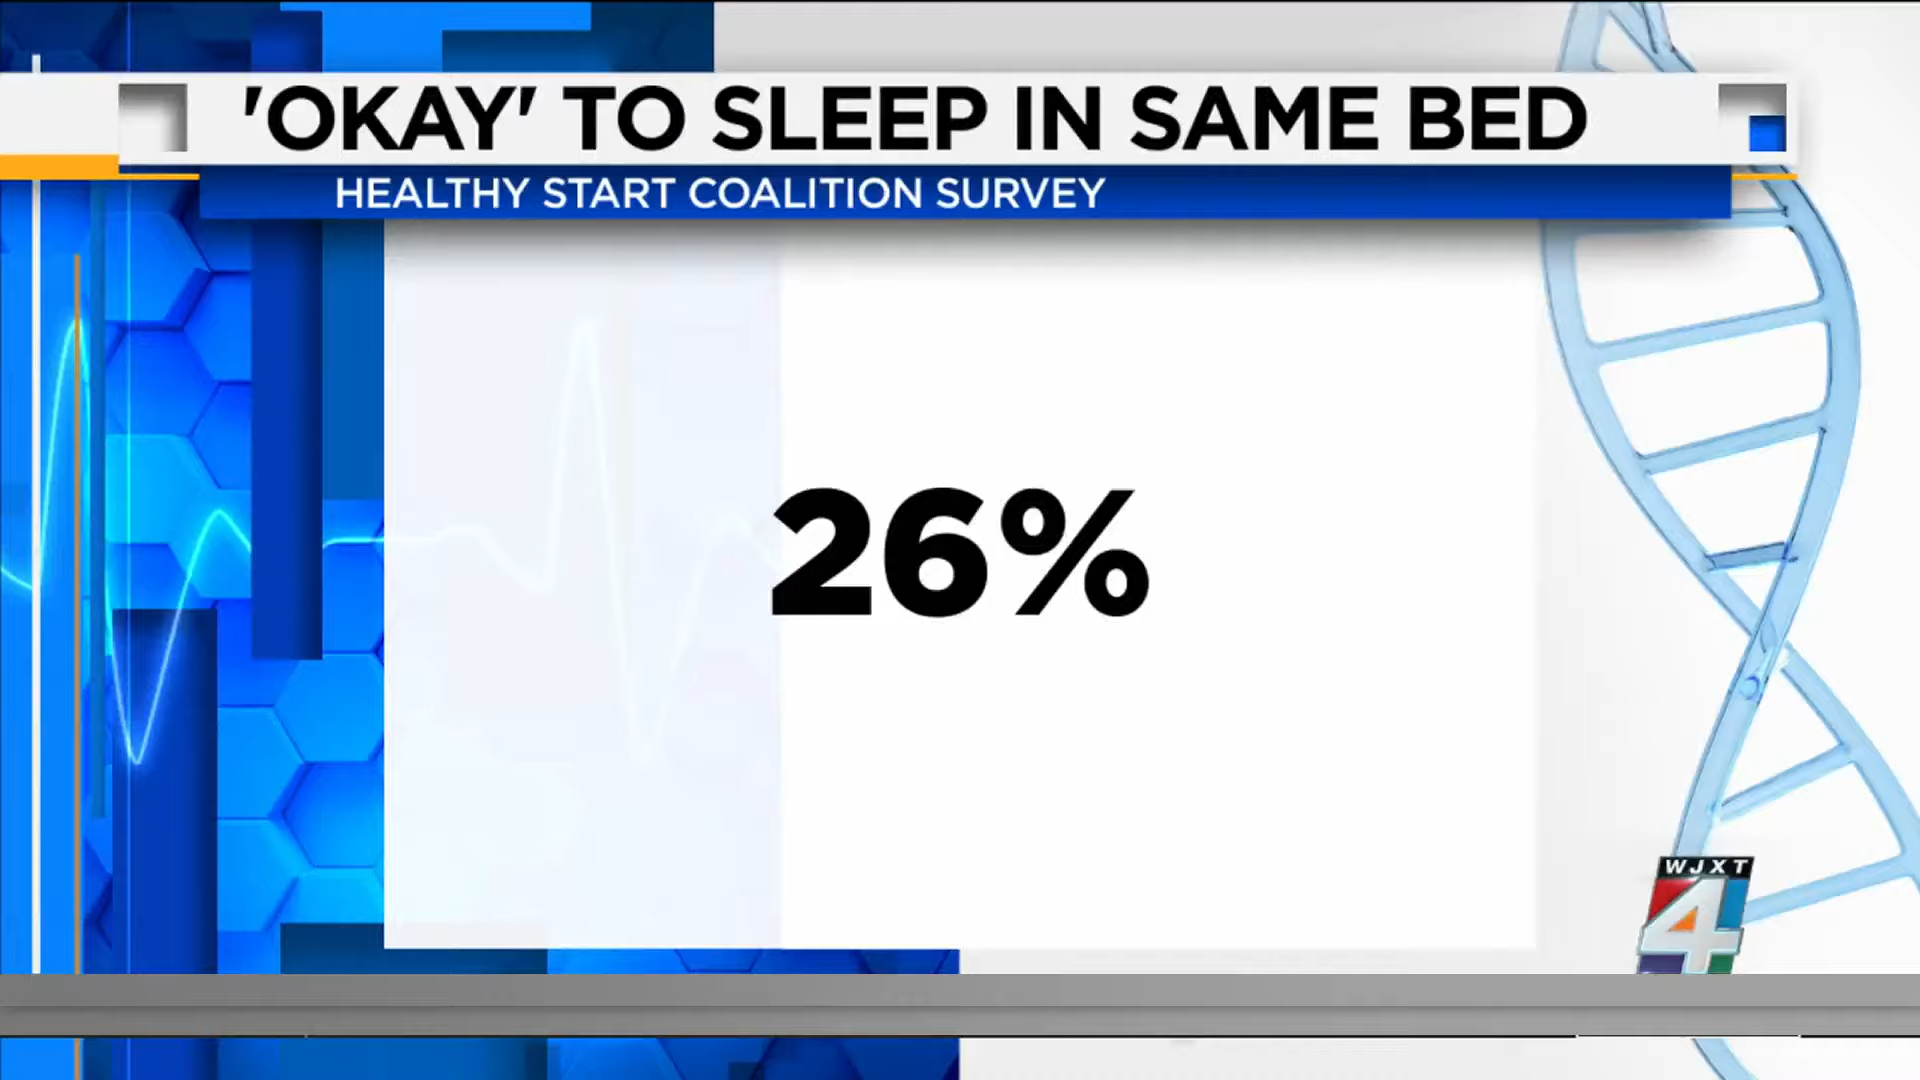 'OKAY' TO SLEEP IN SAME BED
HEALTHY START COALITION SURVEY
26%
WJXT
4